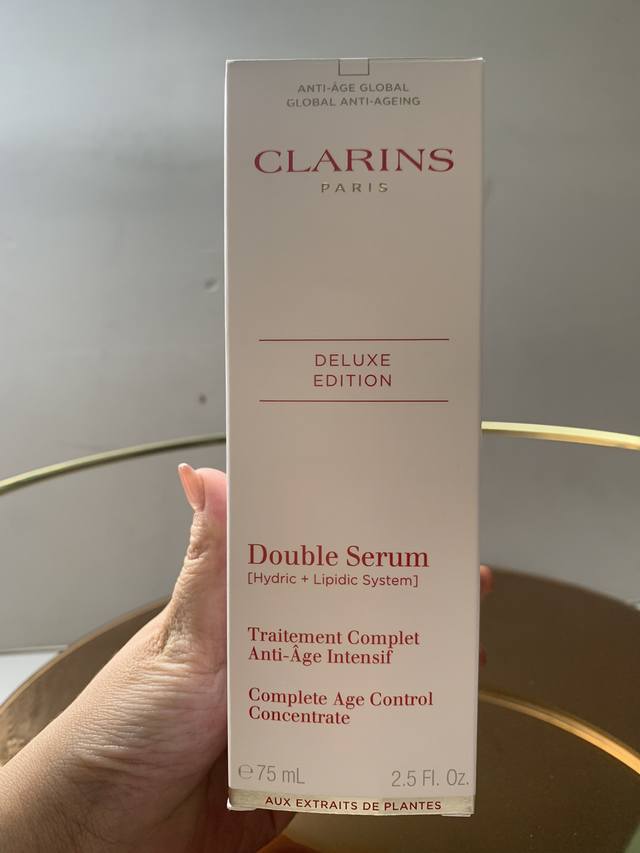 ANTI-ÂGE GLOBAL
GLOBAL ANTI-AGEING
CLARINS
PARIS
DELUXE
EDITION
Double Serum
[Hydric + Lipidic System]
Traitement Complet
Anti-Âge Intensif
Complete Age Control
Concentrate
℮ 75 mL 2.5 Fl. Oz.
AUX EXTRAITS DE PLANTES